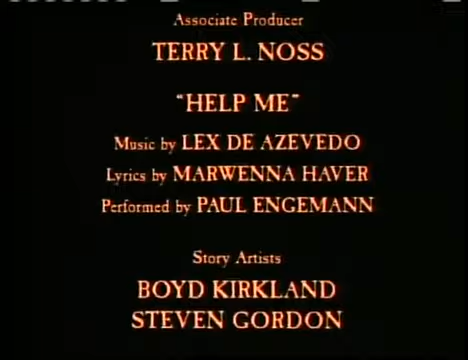 Associate Producer
TERRY L. NOSS
"HELP ME"
Music by LEX DE AZEVEDO
Lyrics by MARWENNA HAVER
Performed by PAUL ENGEMANN
Story Artists
BOYD KIRKLAND
STEVEN GORDON